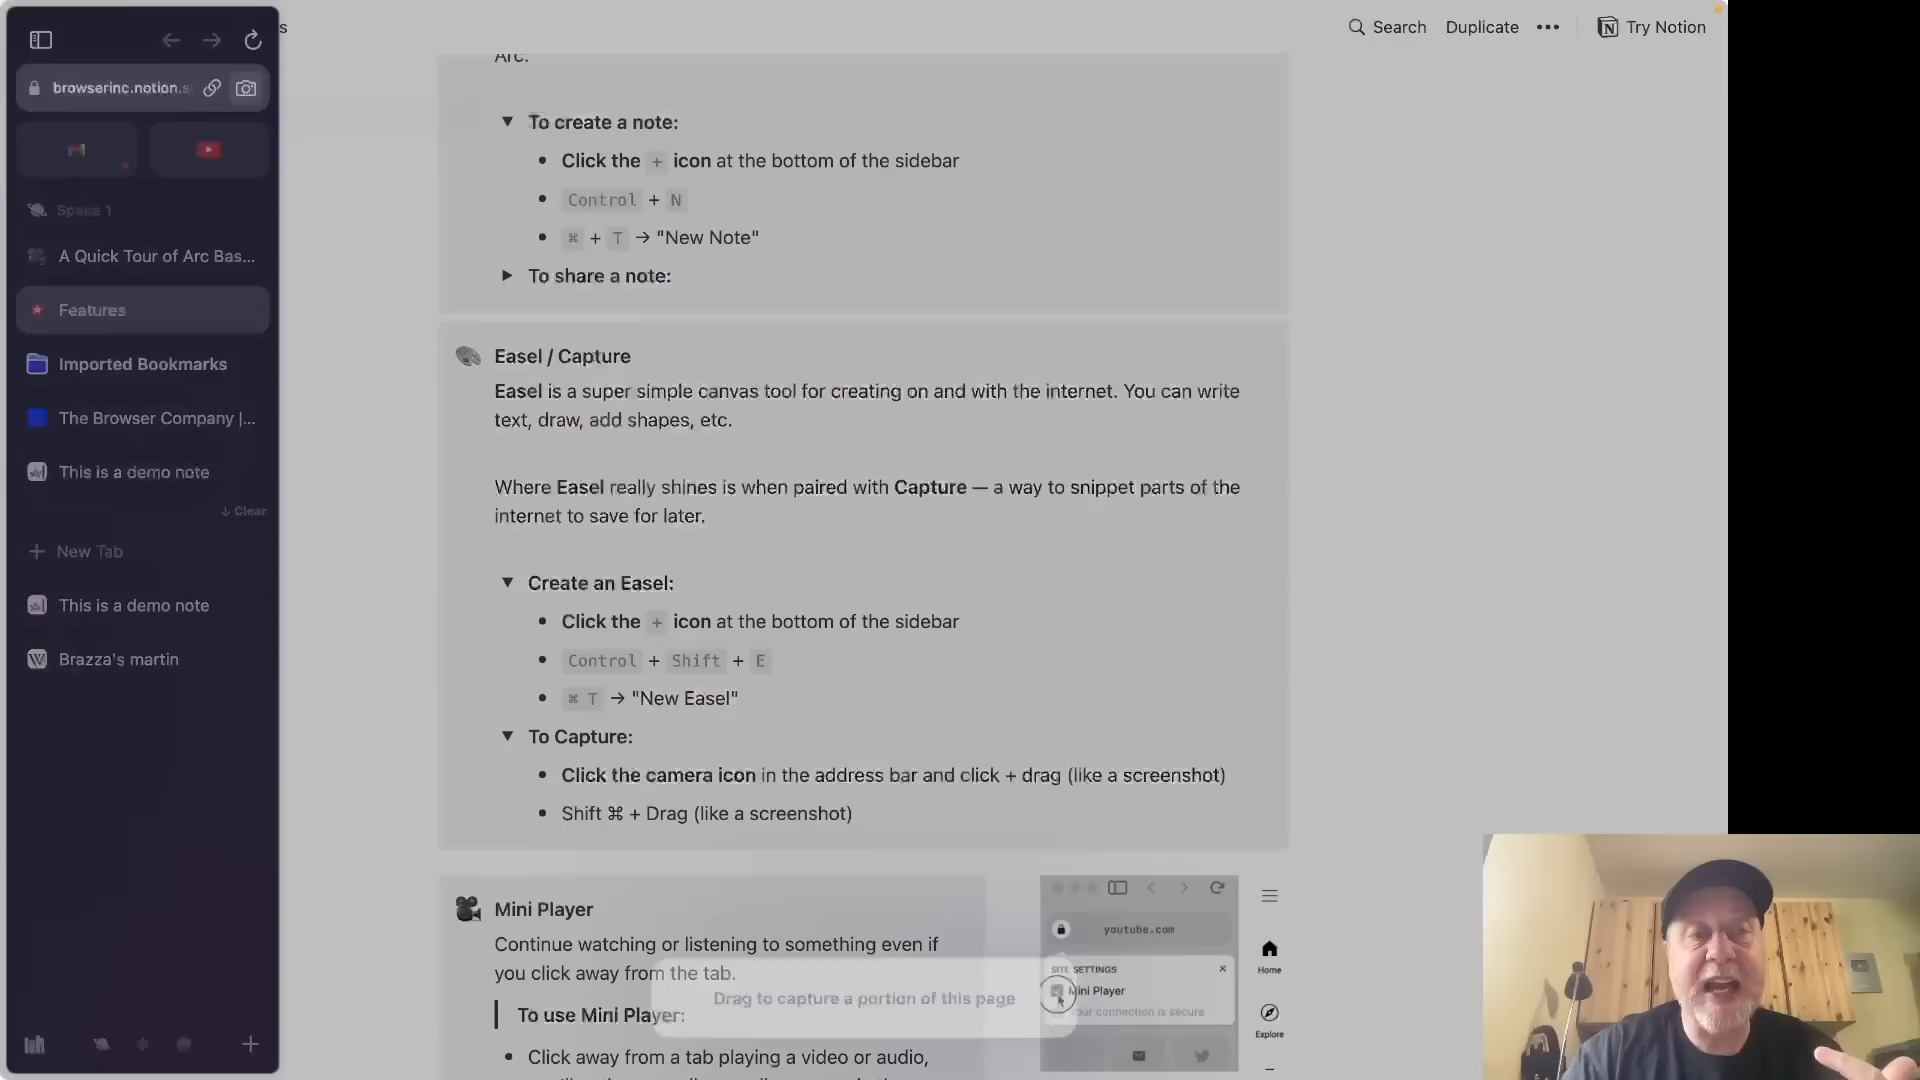 s
Search
Duplicate
Try Notion
browserinc.notion.s
Space 1
A Quick Tour of Arc Bas...
Features
Imported Bookmarks
The Browser Company |...
This is a demo note
↓ Clear
+ New Tab
This is a demo note
Brazza's martin
Arc.
To create a note:
Click the + icon at the bottom of the sidebar
Control + N
⌘ + T → "New Note"
To share a note:
Easel / Capture
Easel is a super simple canvas tool for creating on and with the internet. You can write
text, draw, add shapes, etc.
Where Easel really shines is when paired with Capture — a way to snippet parts of the
internet to save for later.
Create an Easel:
Click the + icon at the bottom of the sidebar
Control + Shift + E
⌘ T → "New Easel"
To Capture:
Click the camera icon in the address bar and click + drag (like a screenshot)
Shift ⌘ + Drag (like a screenshot)
Mini Player
Continue watching or listening to something even if
you click away from the tab.
Drag to capture a portion of this page
To use Mini Player:
Click away from a tab playing a video or audio,
youtube.com
SITE SETTINGS
Mini Player
Your connection is secure
Home
Explore